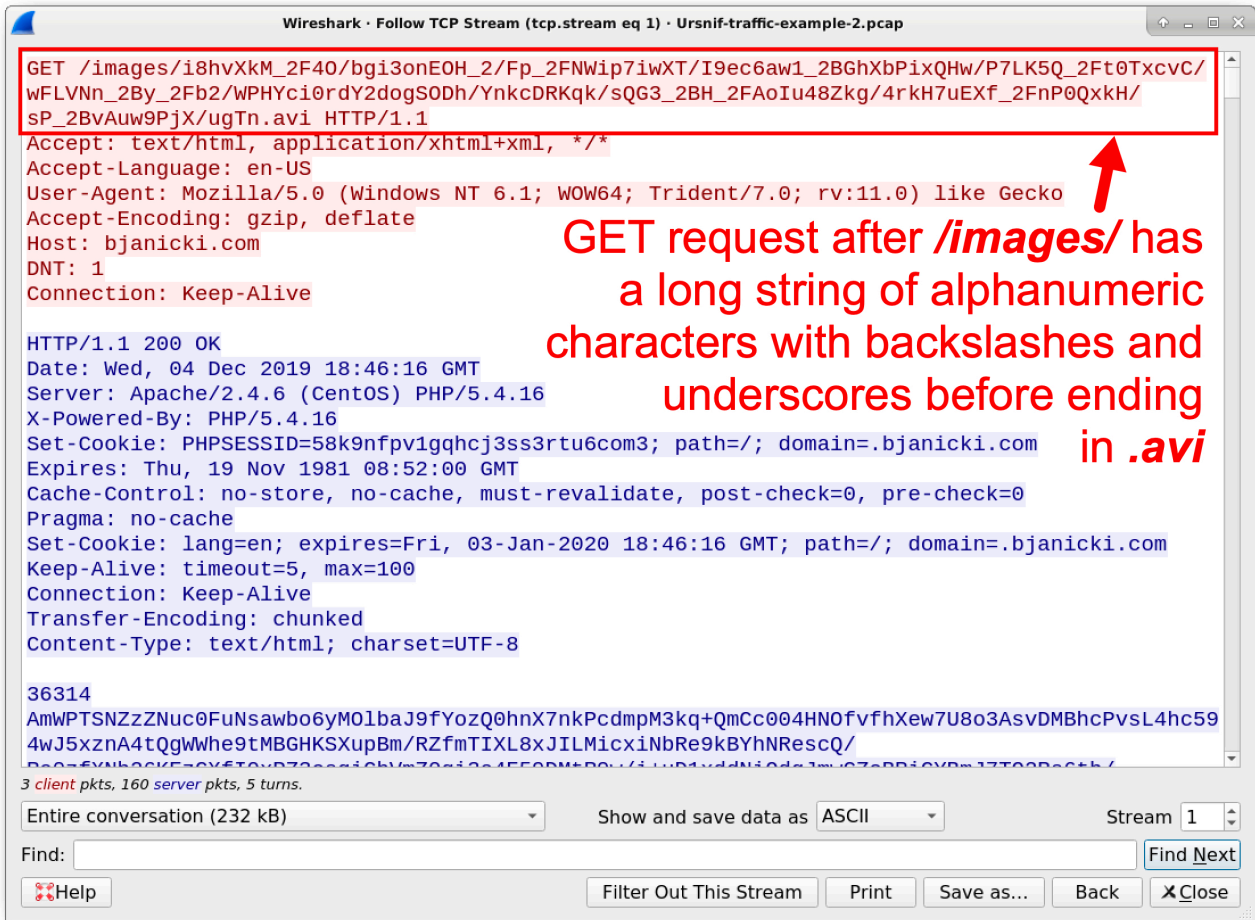 Wireshark · Follow TCP Stream (tcp.stream eq 1) · Ursnif-traffic-example-2.pcap
GET /images/i8hvXkM_2F4O/bgi3onEOH_2/Fp_2FNWip7iwXT/I9ec6aw1_2BGhXbPixQHw/P7LK5Q_2Ft0TxcvC/
wFLVNn_2By_2Fb2/WPHYci0rdY2dogSODh/YnkcDRKqk/sQG3_2BH_2FAoIu48Zkg/4rkH7uEXf_2FnP0QxkH/
sP_2BvAuw9PjX/ugTn.avi HTTP/1.1
Accept: text/html, application/xhtml+xml, */*
Accept-Language: en-US
User-Agent: Mozilla/5.0 (Windows NT 6.1; WOW64; Trident/7.0; rv:11.0) like Gecko
Accept-Encoding: gzip, deflate
Host: bjanicki.com
DNT: 1
Connection: Keep-Alive
GET request after /images/ has
a long string of alphanumeric
characters with backslashes and
underscores before ending
in .avi
HTTP/1.1 200 OK
Date: Wed, 04 Dec 2019 18:46:16 GMT
Server: Apache/2.4.6 (CentOS) PHP/5.4.16
X-Powered-By: PHP/5.4.16
Set-Cookie: PHPSESSID=58k9nfpv1gqhcj3ss3rtu6com3; path=/; domain=.bjanicki.com
Expires: Thu, 19 Nov 1981 08:52:00 GMT
Cache-Control: no-store, no-cache, must-revalidate, post-check=0, pre-check=0
Pragma: no-cache
Set-Cookie: lang=en; expires=Fri, 03-Jan-2020 18:46:16 GMT; path=/; domain=.bjanicki.com
Keep-Alive: timeout=5, max=100
Connection: Keep-Alive
Transfer-Encoding: chunked
Content-Type: text/html; charset=UTF-8
36314
AmWPTSNZzZNuc0FuNsawbo6yMOlbaJ9fYozQ0hnX7nkPcdmpM3kq+QmCc004HNOfvfhXew7U8o3AsvDMBhcPvsL4hc59
4wJ5xznA4tQgWWhe9tMBGHKSXupBm/RZfmTIXL8xJILMicxiNbRe9kBYhNRescQ/
3 client pkts, 160 server pkts, 5 turns.
Entire conversation (232 kB)
Show and save data as ASCII
Stream 1
Find:
Find Next
Help
Filter Out This Stream
Print
Save as…
Back
Close